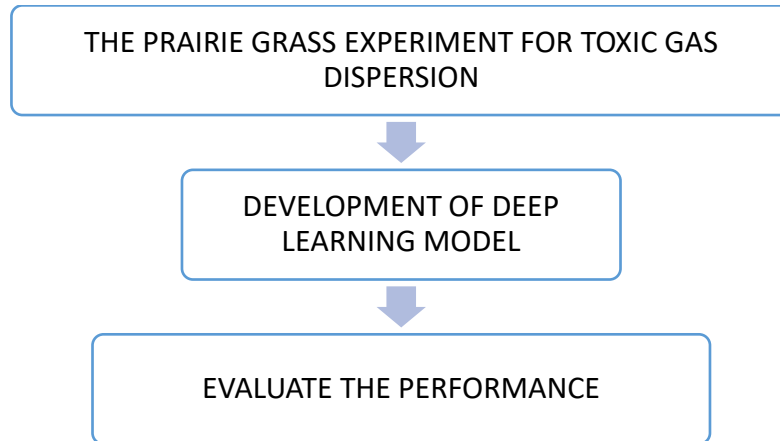 THE PRAIRIE GRASS EXPERIMENT FOR TOXIC GAS
DISPERSION
DEVELOPMENT OF DEEP
LEARNING MODEL
EVALUATE THE PERFORMANCE